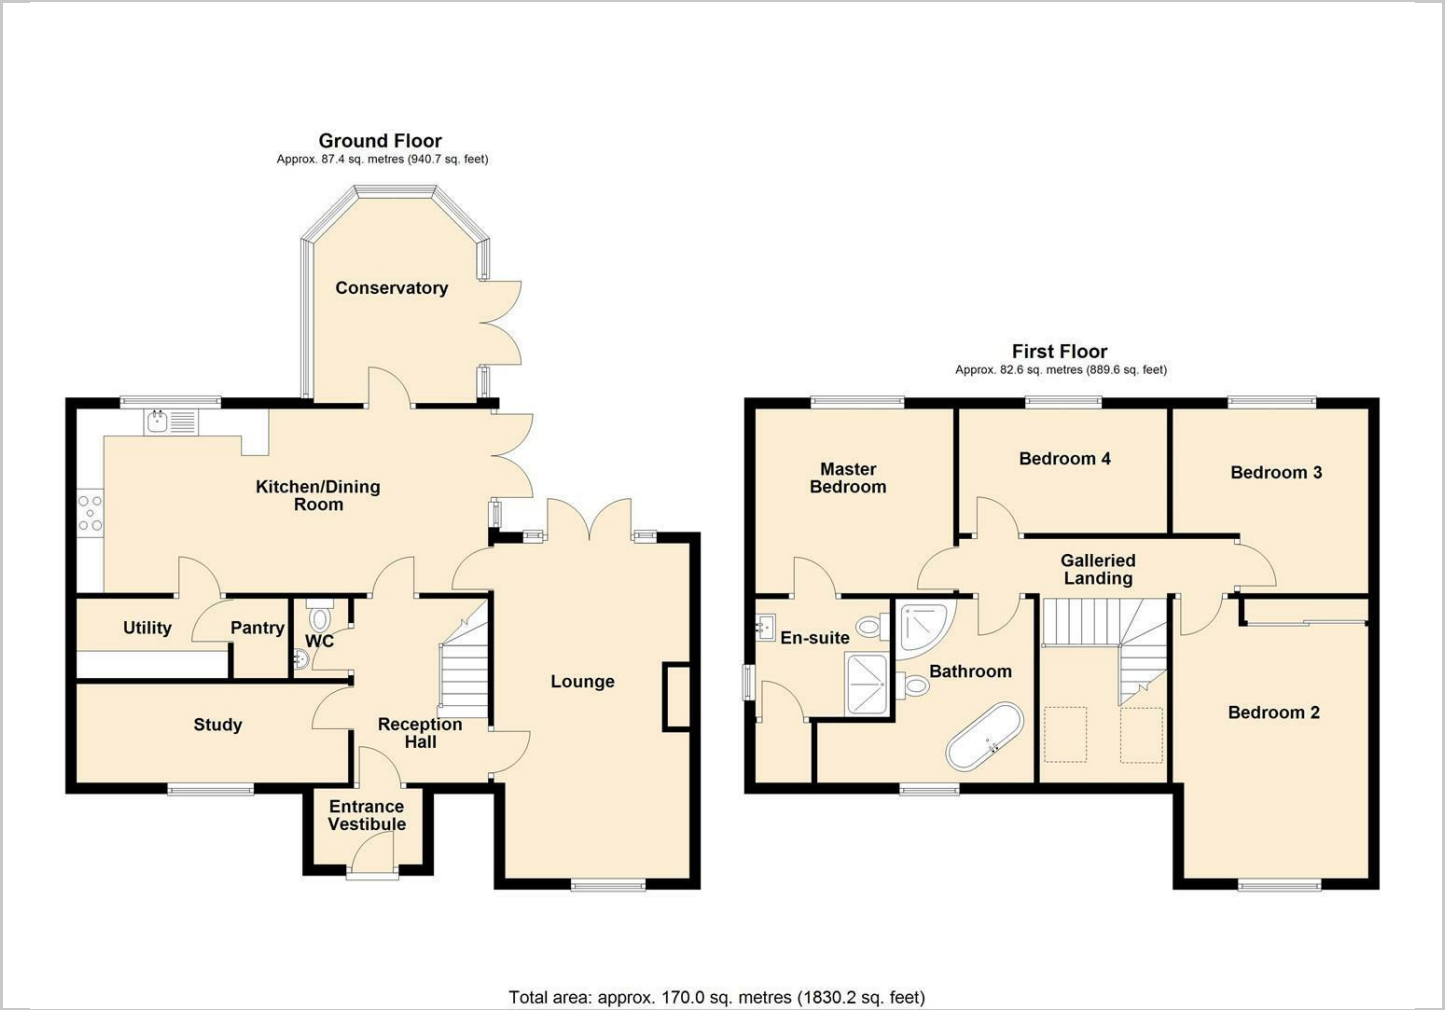 Ground Floor
Approx. 87.4 sq. metres (940.7 sq. feet)
Conservatory
Kitchen/Dining
Room
Utility
Pantry
WC
Study
Reception
Hall
Lounge
Entrance
Vestibule
First Floor
Approx. 82.6 sq. metres (889.6 sq. feet)
Master
Bedroom
Bedroom 4
Bedroom 3
Galleried
Landing
En-suite
Bathroom
Bedroom 2
Total area: approx. 170.0 sq. metres (1830.2 sq. feet)